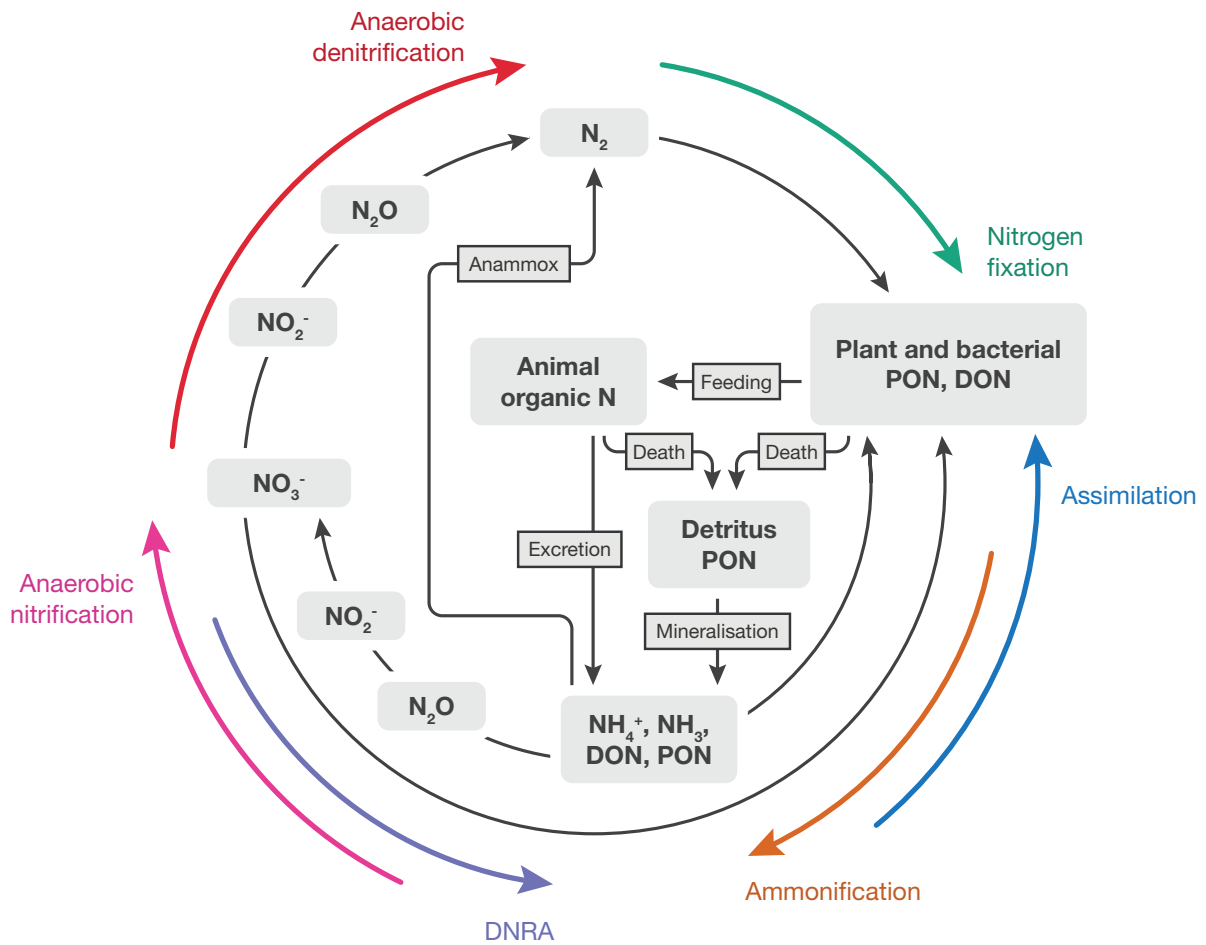 Anaerobic
denitrification
N₂
N₂O
Nitrogen
fixation
Anammox
NO₂⁻
Plant and bacterial
PON, DON
Animal
organic N
Feeding
Death
Death
NO₃⁻
Assimilation
Detritus
PON
Excretion
Anaerobic
nitrification
NO₂⁻
Mineralisation
N₂O
NH₄⁺, NH₃,
DON, PON
Ammonification
DNRA